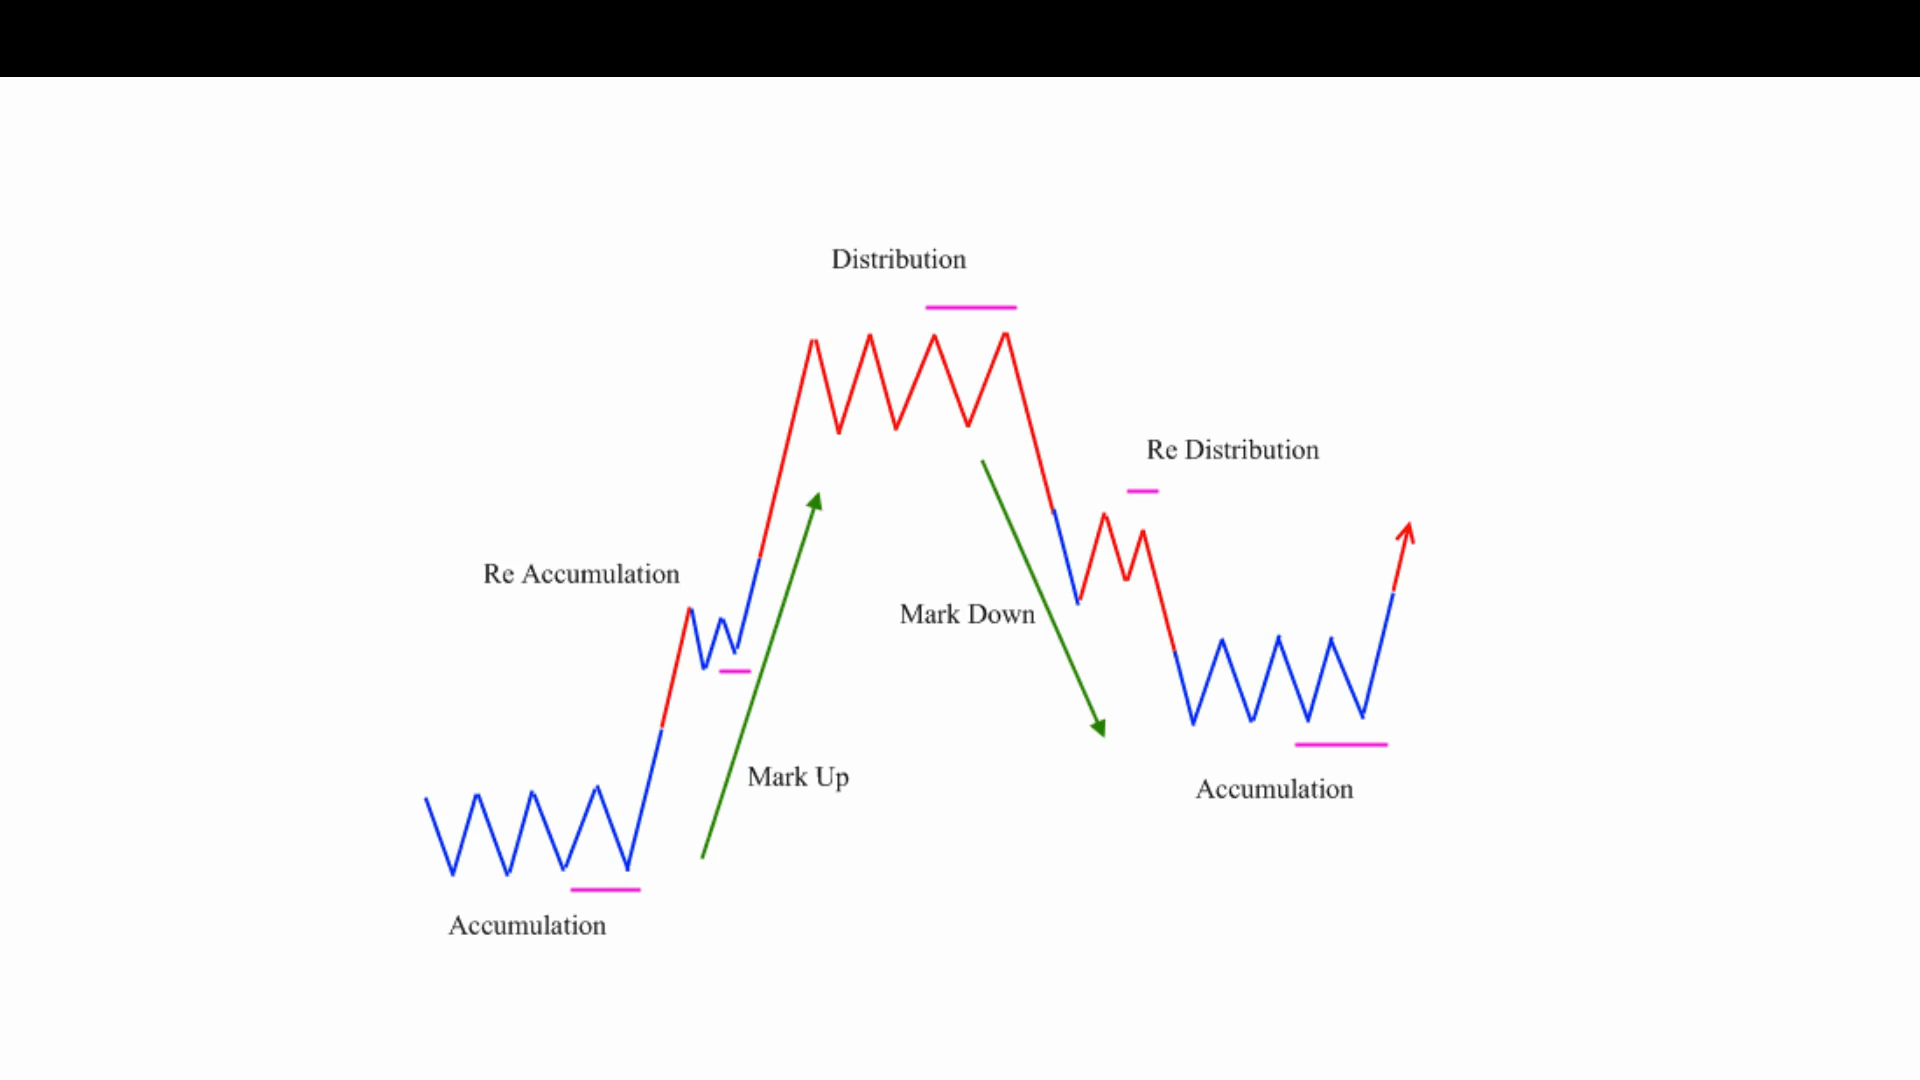 Distribution
Re Distribution
Re Accumulation
Mark Down
Mark Up
Accumulation
Accumulation